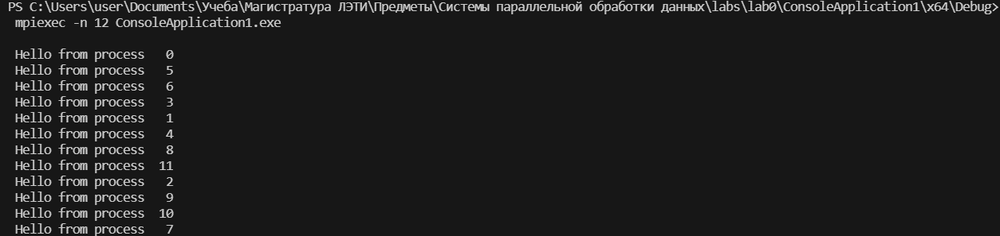 PS C:\Users\user\Documents\Учеба\Магистратура ЛЭТИ\Предметы\Системы параллельной обработки данных\labs\lab0\ConsoleApplication1\x64\Debug>
mpiexec -n 12 ConsoleApplication1.exe
Hello from process   0
Hello from process   5
Hello from process   6
Hello from process   3
Hello from process   1
Hello from process   4
Hello from process   8
Hello from process  11
Hello from process   2
Hello from process   9
Hello from process  10
Hello from process   7